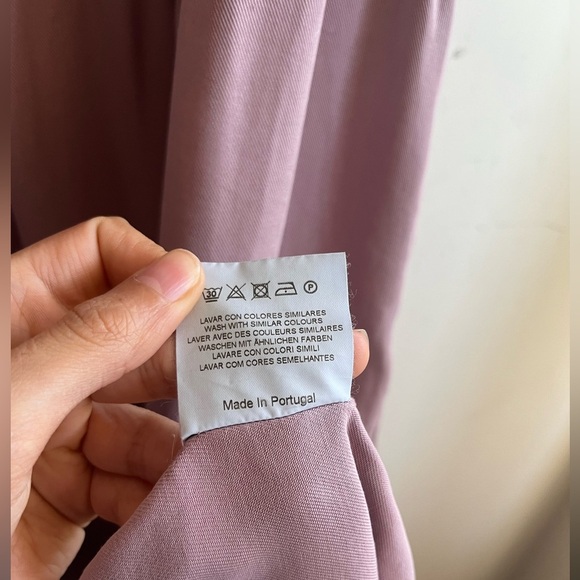 30 P
LAVAR CON COLORES SIMILARES
WASH WITH SIMILAR COLOURS
LAVER AVEC DES COULEURS SIMILAIRES
WASCHEN MIT ÄHNLICHEN FARBEN
LAVARE CON COLORI SIMILI
LAVAR COM CORES SEMELHANTES
Made In Portugal